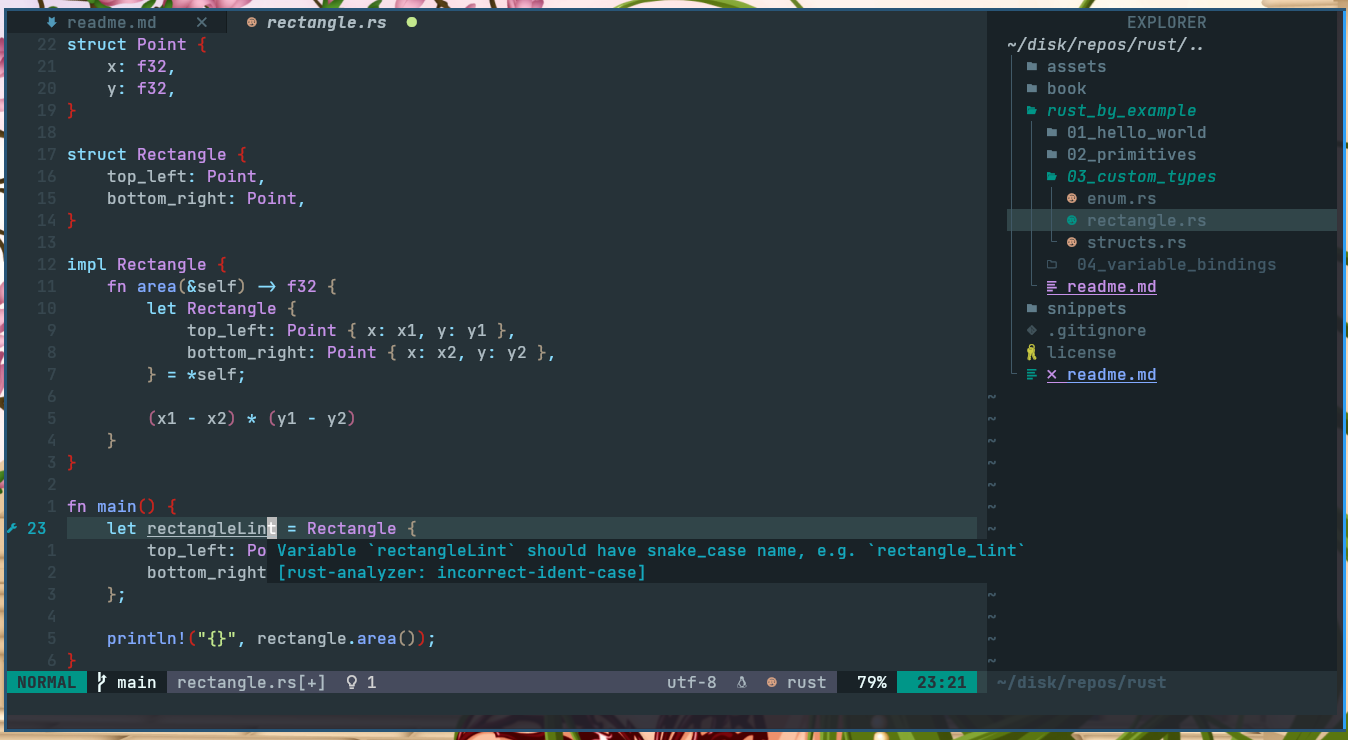 readme.md ✕ rectangle.rs ●
22 struct Point {
21     x: f32,
20     y: f32,
19 }
18
17 struct Rectangle {
16     top_left: Point,
15     bottom_right: Point,
14 }
13
12 impl Rectangle {
11     fn area(&self) -> f32 {
10         let Rectangle {
9             top_left: Point { x: x1, y: y1 },
8             bottom_right: Point { x: x2, y: y2 },
7         } = *self;
6
5         (x1 - x2) * (y1 - y2)
4     }
3 }
2
1 fn main() {
23     let rectangleLint = Rectangle {
1         top_left: Po
Variable `rectangleLint` should have snake_case name, e.g. `rectangle_lint`
2         bottom_right
[rust-analyzer: incorrect-ident-case]
3     };
4
5     println!("{}", rectangle.area());
6 }
NORMAL main rectangle.rs[+] 1 utf-8 rust 79% 23:21
EXPLORER
~/disk/repos/rust/..
assets
book
rust_by_example
01_hello_world
02_primitives
03_custom_types
enum.rs
rectangle.rs
structs.rs
04_variable_bindings
readme.md
snippets
.gitignore
license
✕ readme.md
~
~
~
~
~
~
~
~
~
~
~
~/disk/repos/rust